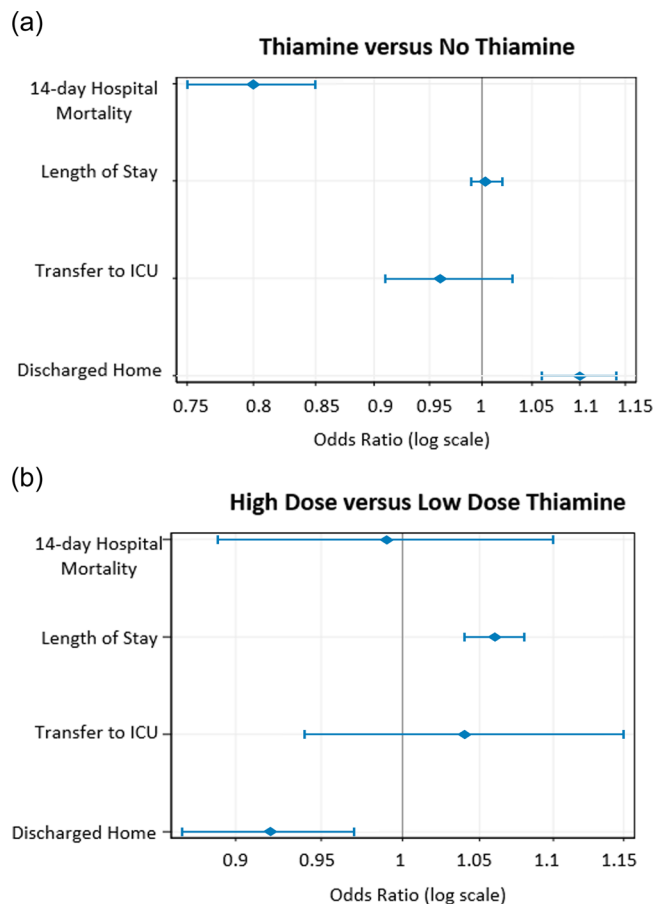 (a)
Thiamine versus No Thiamine
14-day Hospital
Mortality
Length of Stay
Transfer to ICU
Discharged Home
0.75 0.8 0.85 0.9 0.95 1 1.05 1.1 1.15
Odds Ratio (log scale)
(b)
High Dose versus Low Dose Thiamine
14-day Hospital
Mortality
Length of Stay
Transfer to ICU
Discharged Home
0.9 0.95 1 1.05 1.1 1.15
Odds Ratio (log scale)